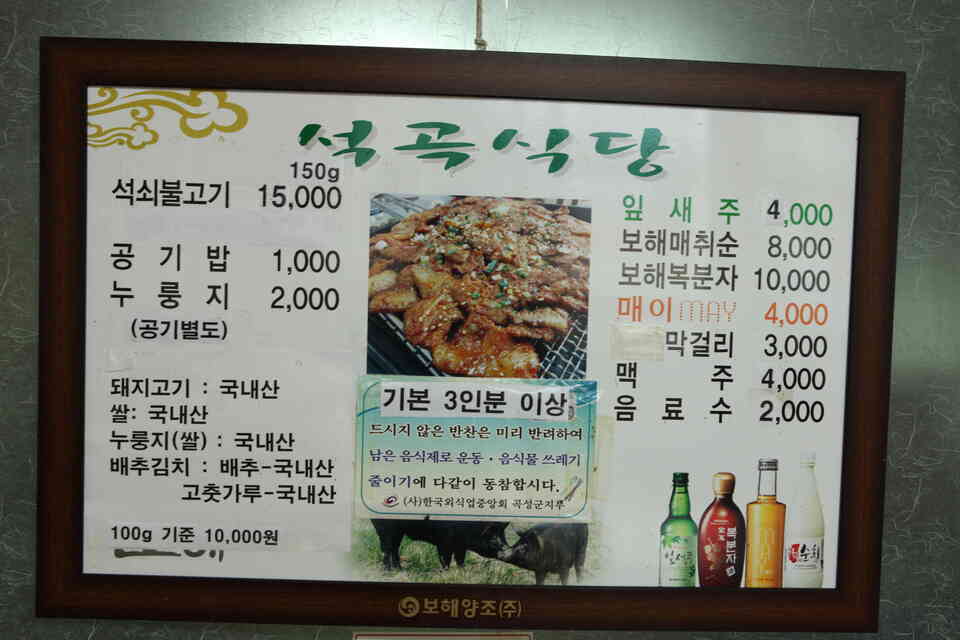 석곡식당
150g
석쇠불고기 15,000
공기밥 1,000
누룽지 2,000
(공기별도)
돼지고기 : 국내산
쌀: 국내산
누룽지(쌀) : 국내산
배추김치 : 배추-국내산
고춧가루-국내산
100g 기준 10,000원
기본 3인분 이상
드시지 않은 반찬은 미리 반려하여
남은 음식제로 운동·음식물 쓰레기
줄이기에 다같이 동참합시다.
(사)한국외식업중앙회 곡성군지부
잎새주 4,000
보해매취순 8,000
보해복분자 10,000
매이 MAY 4,000
막걸리 3,000
맥주 4,000
음료수 2,000
잎새주
복분자
순희
보해양조(주)